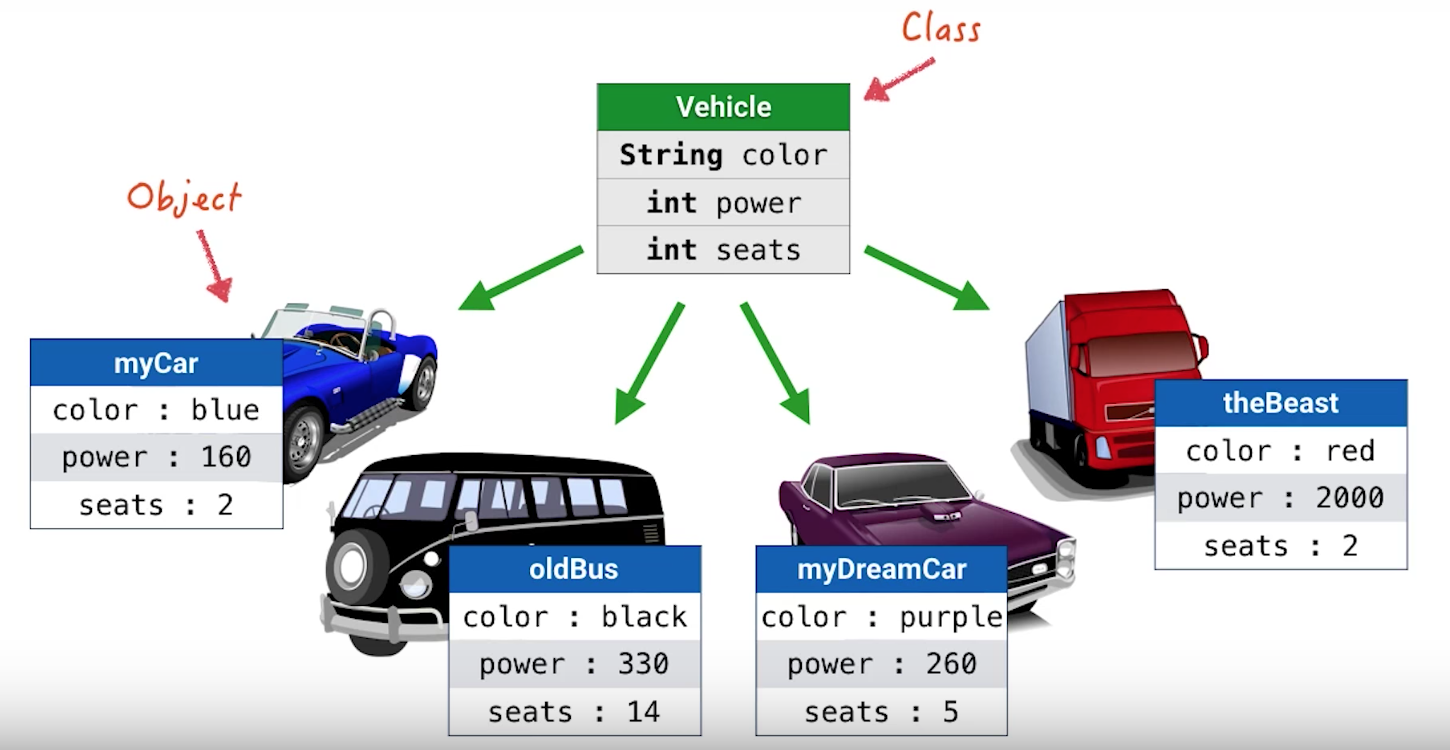 Class
Vehicle
String color
int power
int seats
Object
myCar
color : blue
power : 160
seats : 2
oldBus
color : black
power : 330
seats : 14
myDreamCar
color : purple
power : 260
seats : 5
theBeast
color : red
power : 2000
seats : 2